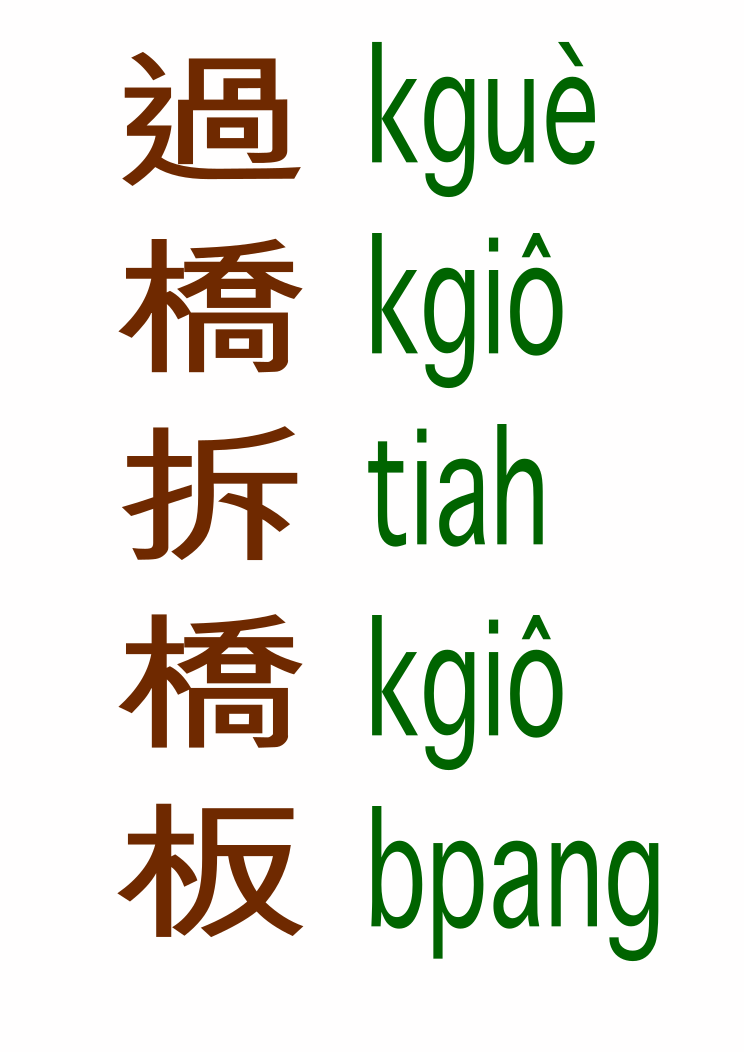 過 kguè
橋 kgiô
拆 tiah
橋 kgiô
板 bpang